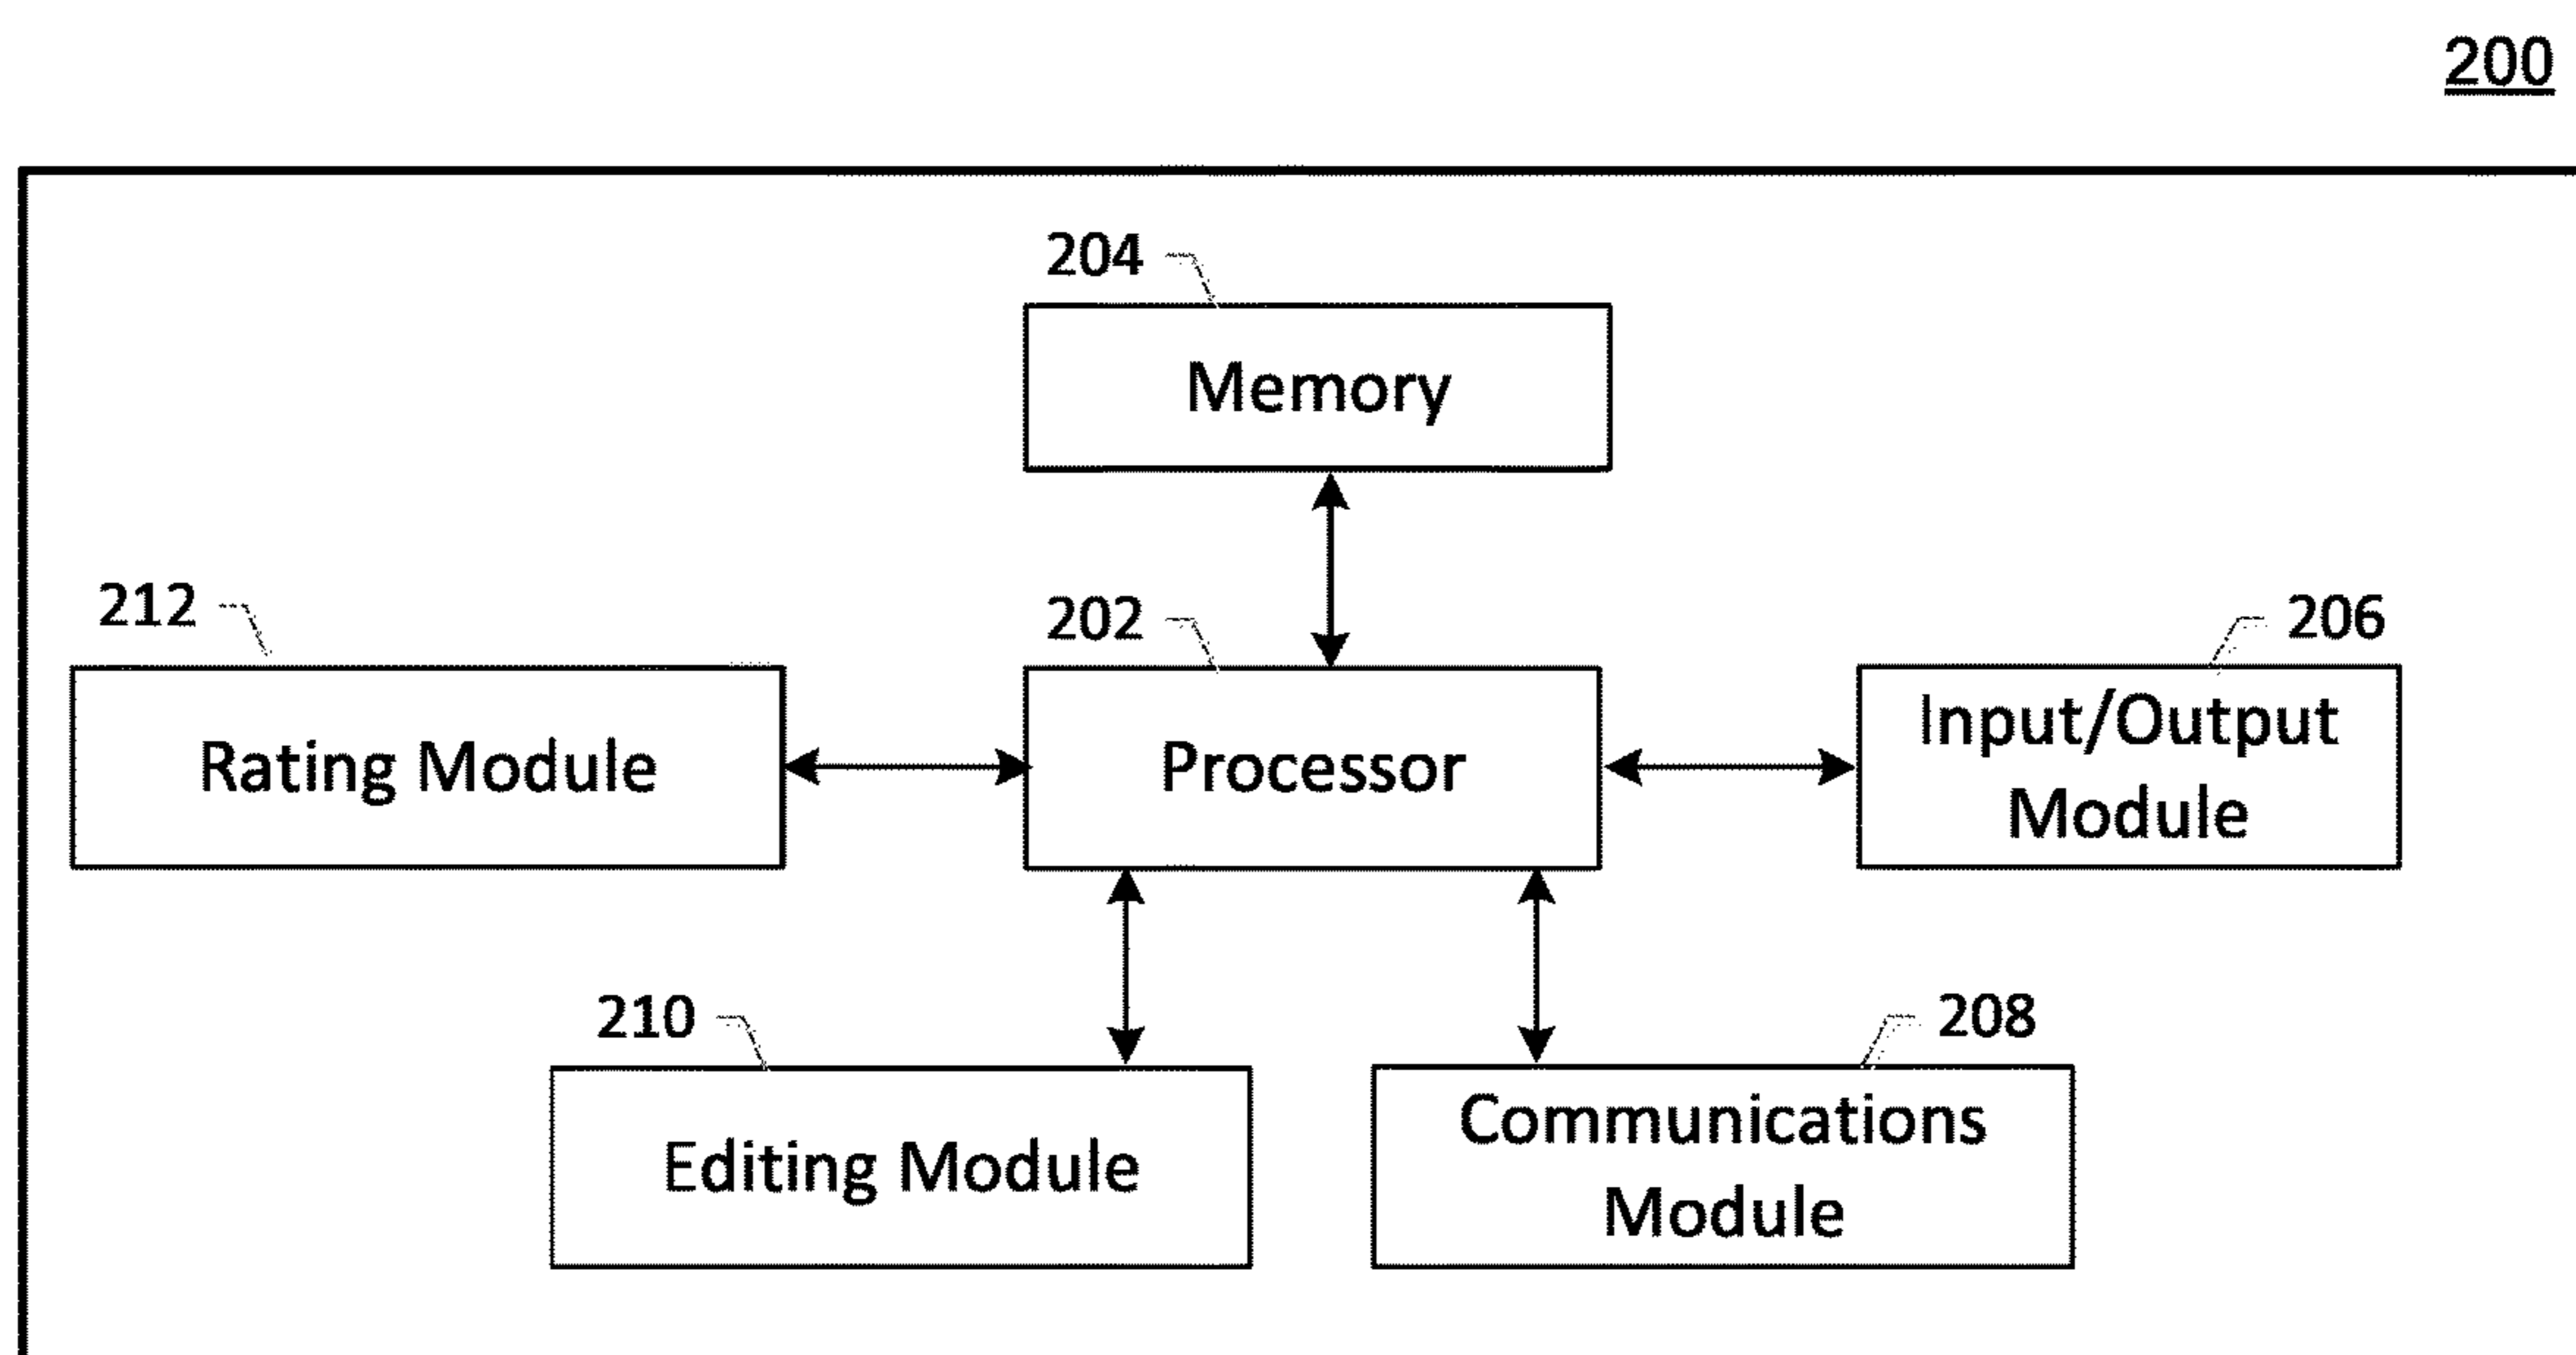 200
204
Memory
212
202
206
Rating Module
Processor
Input/Output
Module
210
208
Editing Module
Communications
Module